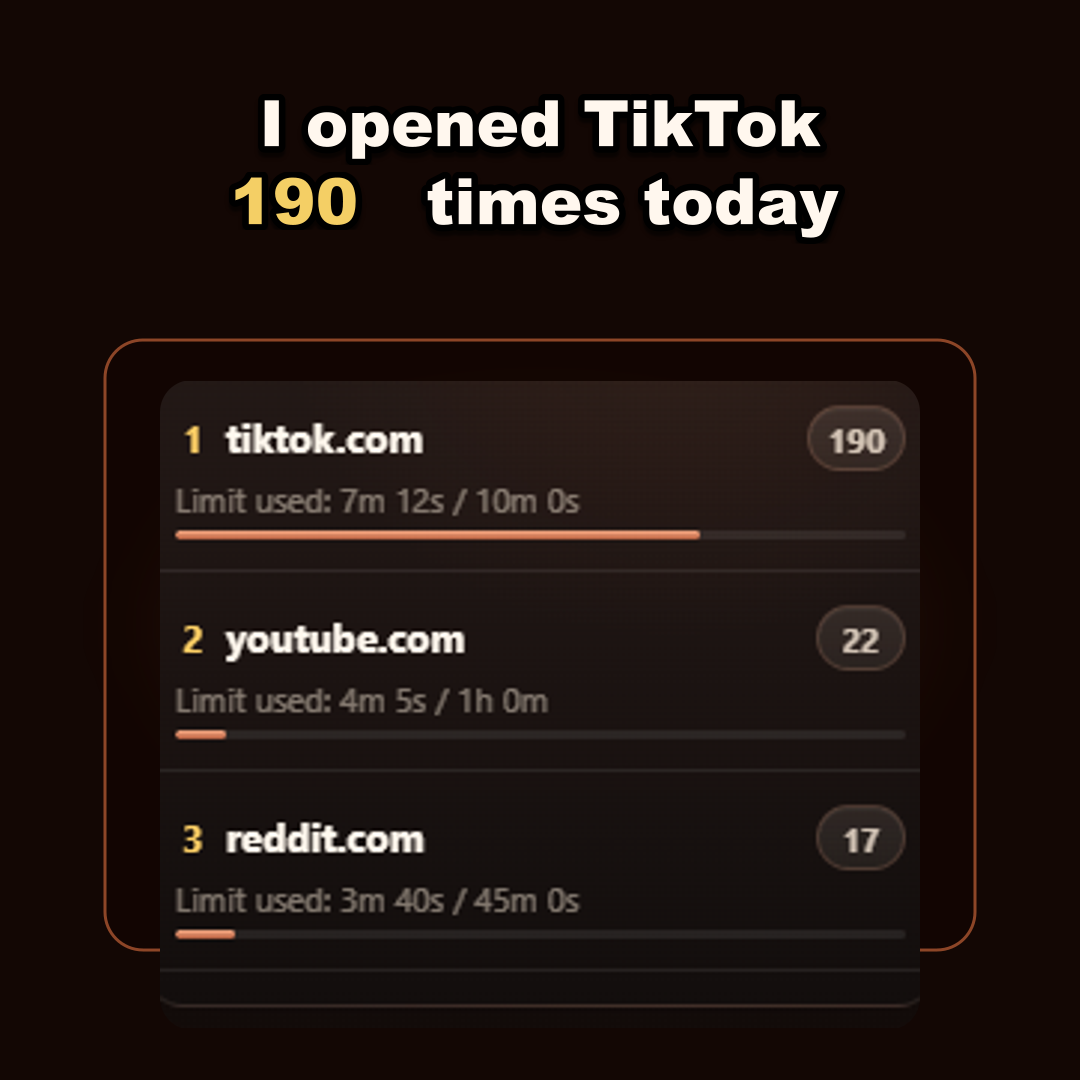 I opened TikTok
190 times today
1 tiktok.com 190
Limit used: 7m 12s / 10m 0s
2 youtube.com 22
Limit used: 4m 5s / 1h 0m
3 reddit.com 17
Limit used: 3m 40s / 45m 0s